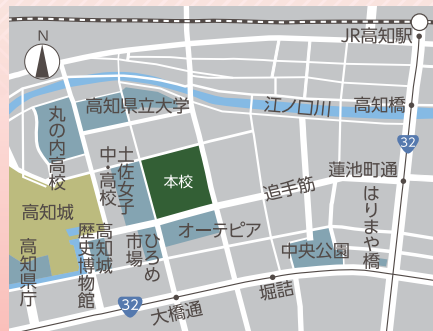 N
JR高知駅
高知県立大学
江ノ口川
高知橋
丸の内高校
32
土佐女子
中・高校
本校
追手筋
蓮池町通
高知城
オーテピア
はりまや橋
高知城
歴史博物館
ひろめ
市場
中央公園
高知県庁
堀詰
32
大橋通